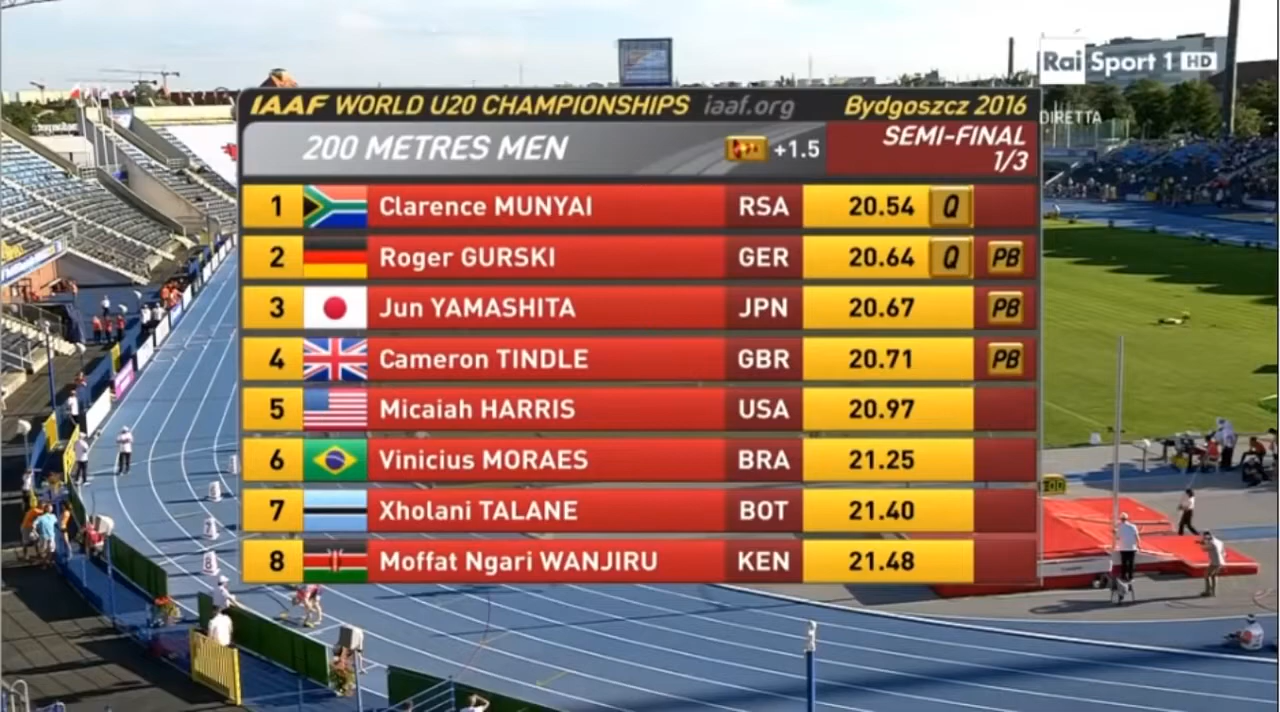 Rai Sport 1 HD
DIRETTA
IAAF WORLD U20 CHAMPIONSHIPS iaaf.org Bydgoszcz 2016
200 METRES MEN +1.5 SEMI-FINAL
1/3
1 Clarence MUNYAI RSA 20.54 Q
2 Roger GURSKI GER 20.64 Q PB
3 Jun YAMASHITA JPN 20.67 PB
4 Cameron TINDLE GBR 20.71 PB
5 Micaiah HARRIS USA 20.97
6 Vinicius MORAES BRA 21.25
7 Xholani TALANE BOT 21.40
8 Moffat Ngari WANJIRU KEN 21.48
7
8